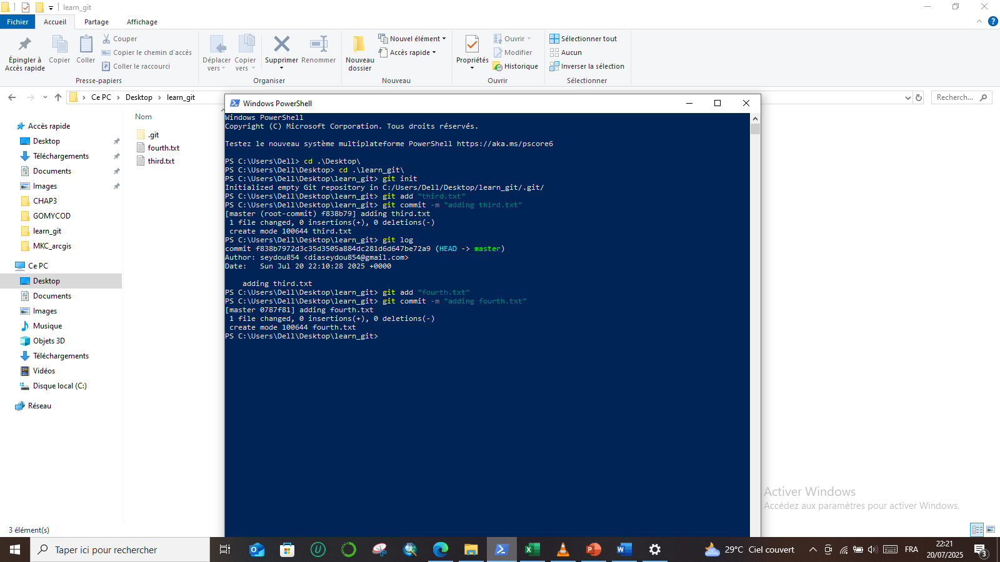 learn_git
Fichier Accueil Partage Affichage
Épingler à Accès rapide
Copier
Coller
Couper
Copier le chemin d'accès
Coller le raccourci
Presse-papiers
Déplacer vers
Copier vers
Supprimer
Renommer
Organiser
Nouveau dossier
Nouvel élément
Accès rapide
Nouveau
Propriétés
Ouvrir
Modifier
Historique
Ouvrir
Sélectionner tout
Aucun
Inverser la sélection
Sélectionner
Ce PC > Desktop > learn_git
Recherch...
Accès rapide
Desktop
Téléchargements
Documents
Images
CHAP3
GOMYCOD
learn_git
MKC_arcgis
Ce PC
Desktop
Documents
Images
Musique
Objets 3D
Téléchargements
Vidéos
Disque local (C:)
Réseau
Nom
.git
fourth.txt
third.txt
3 élément(s)
Windows PowerShell
Windows PowerShell
Copyright (C) Microsoft Corporation. Tous droits réservés.
Testez le nouveau système multiplateforme PowerShell https://aka.ms/pscore6
PS C:\Users\Dell> cd .\Desktop\
PS C:\Users\Dell\Desktop> cd .\learn_git\
PS C:\Users\Dell\Desktop\learn_git> git init
Initialized empty Git repository in C:/Users/Dell/Desktop/learn_git/.git/
PS C:\Users\Dell\Desktop\learn_git> git add "third.txt"
PS C:\Users\Dell\Desktop\learn_git> git commit -m "adding third.txt"
[master (root-commit) f838b79] adding third.txt
 1 file changed, 0 insertions(+), 0 deletions(-)
 create mode 100644 third.txt
PS C:\Users\Dell\Desktop\learn_git> git log
commit f838b7972d3c35d3505a884dc281d6d647be72a9 (HEAD -> master)
Author: seydou854 <diaseydou854@gmail.com>
Date:   Sun Jul 20 22:10:28 2025 +0000
    adding third.txt
PS C:\Users\Dell\Desktop\learn_git> git add "fourth.txt"
PS C:\Users\Dell\Desktop\learn_git> git commit -m "adding fourth.txt"
[master 0787f81] adding fourth.txt
 1 file changed, 0 insertions(+), 0 deletions(-)
 create mode 100644 fourth.txt
PS C:\Users\Dell\Desktop\learn_git>
Activer Windows
Accédez aux paramètres pour activer Windows.
Taper ici pour rechercher
29°C Ciel couvert
FRA
22:21
20/07/2025
3